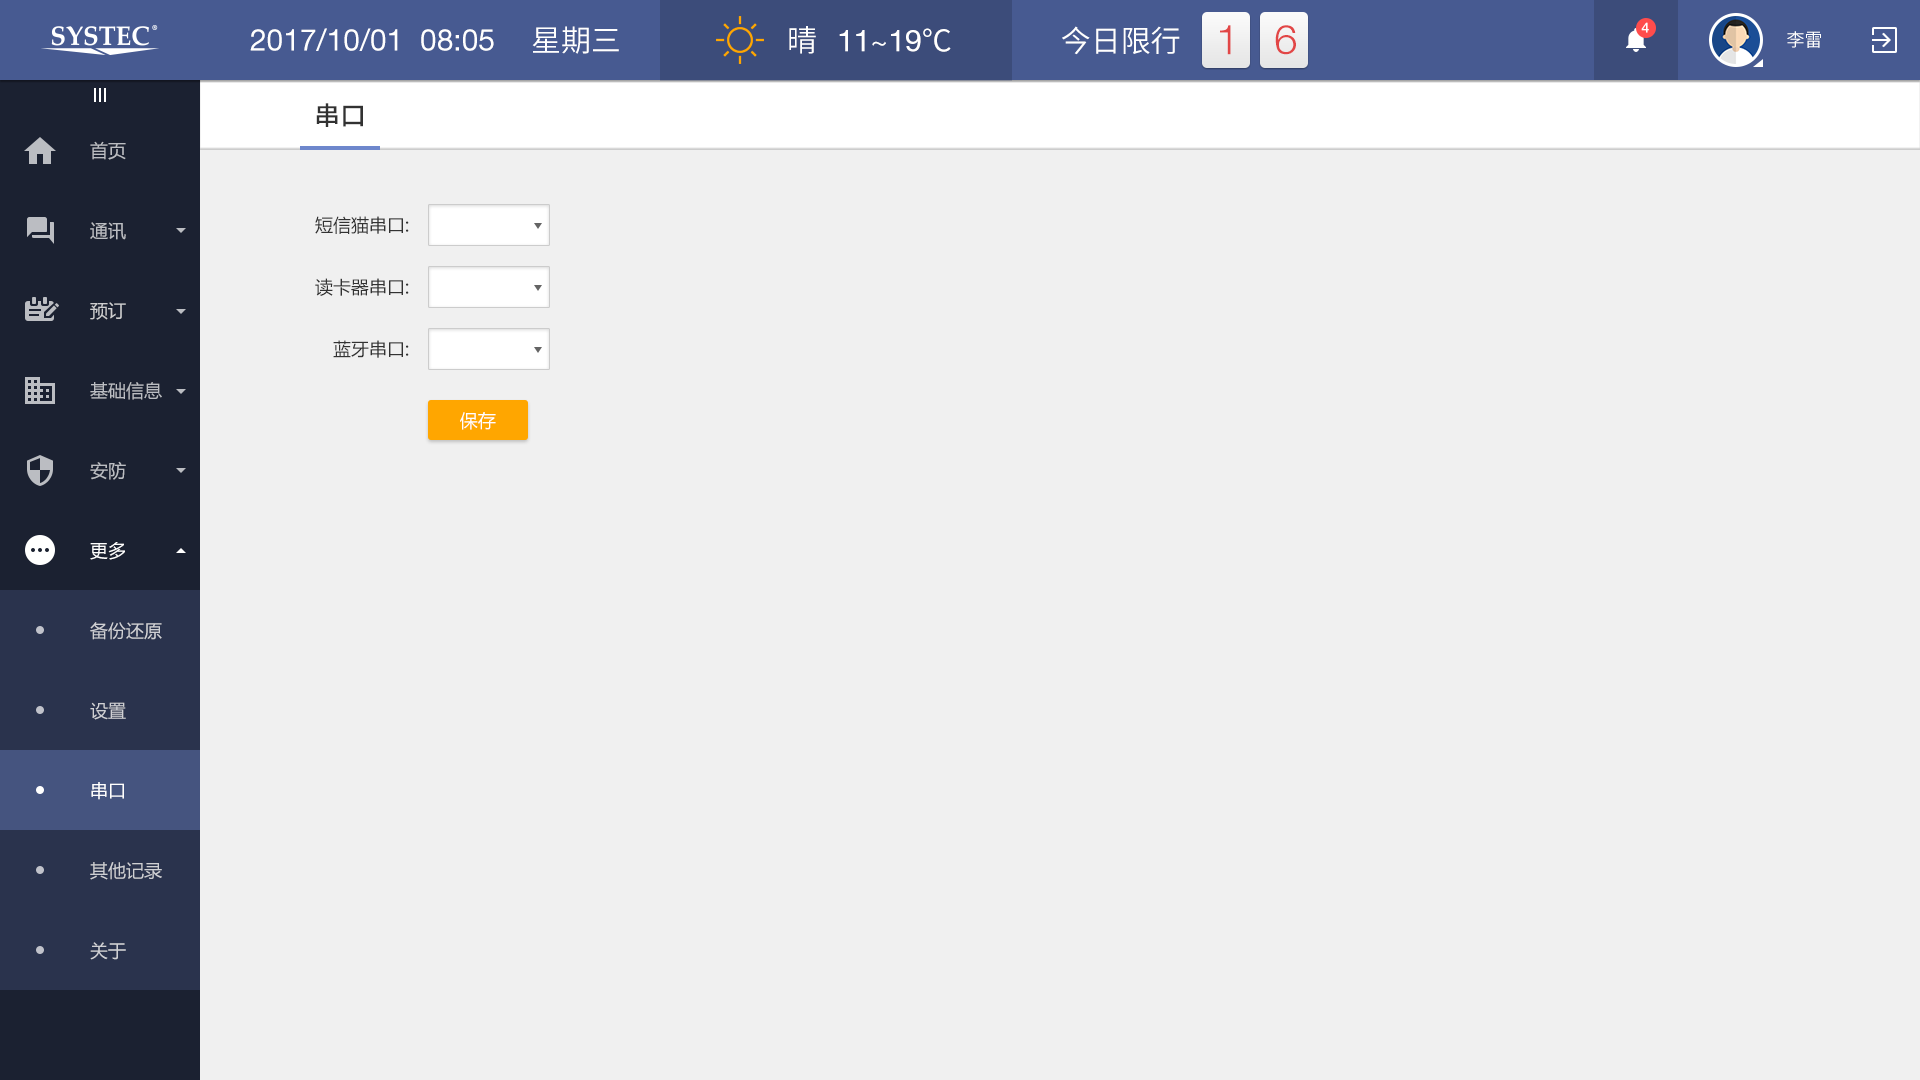 SYSTEC®
2017/10/01 08:05 星期三
晴 11~19℃
今日限行 1 6
4
李雷
首页
通讯
预订
基础信息
安防
更多
备份还原
设置
串口
其他记录
关于
串口
短信猫串口:
读卡器串口:
蓝牙串口:
保存